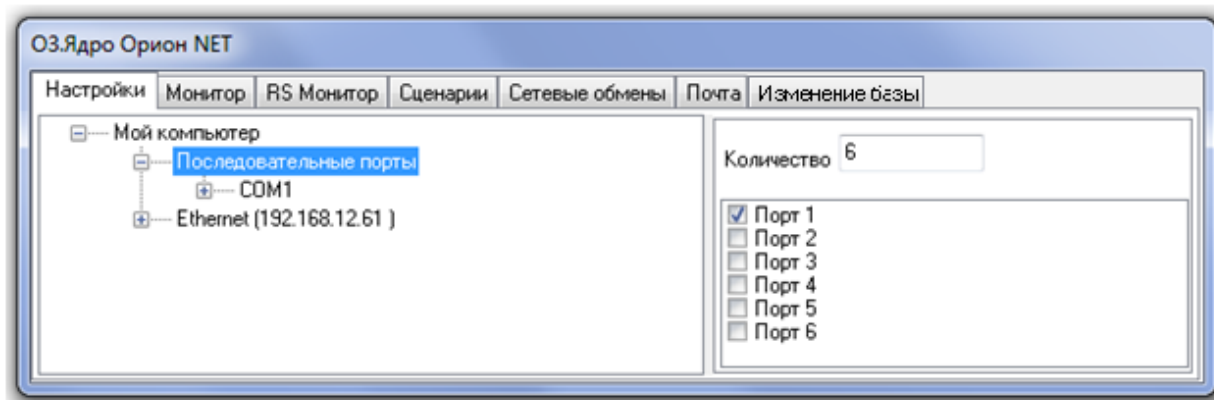 ОЗ.Ядро Орион NET
Настройки Монитор RS Монитор Сценарии Сетевые обмены Почта Изменение базы
Мой компьютер
Последовательные порты
COM1
Ethernet (192.168.12.61 )
Количество 6
Порт 1
Порт 2
Порт 3
Порт 4
Порт 5
Порт 6